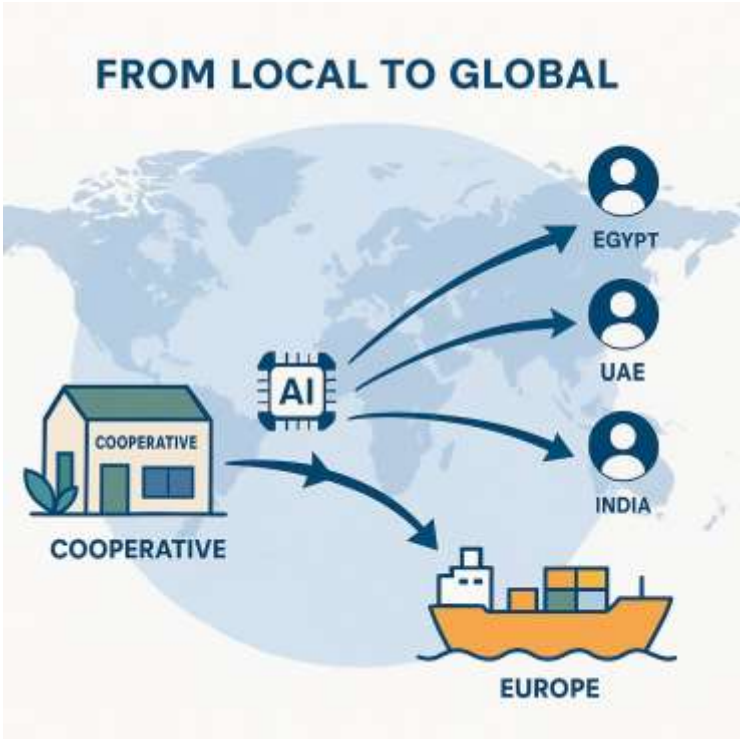 FROM LOCAL TO GLOBAL
EGYPT
UAE
AI
COOPERATIVE
COOPERATIVE
INDIA
EUROPE